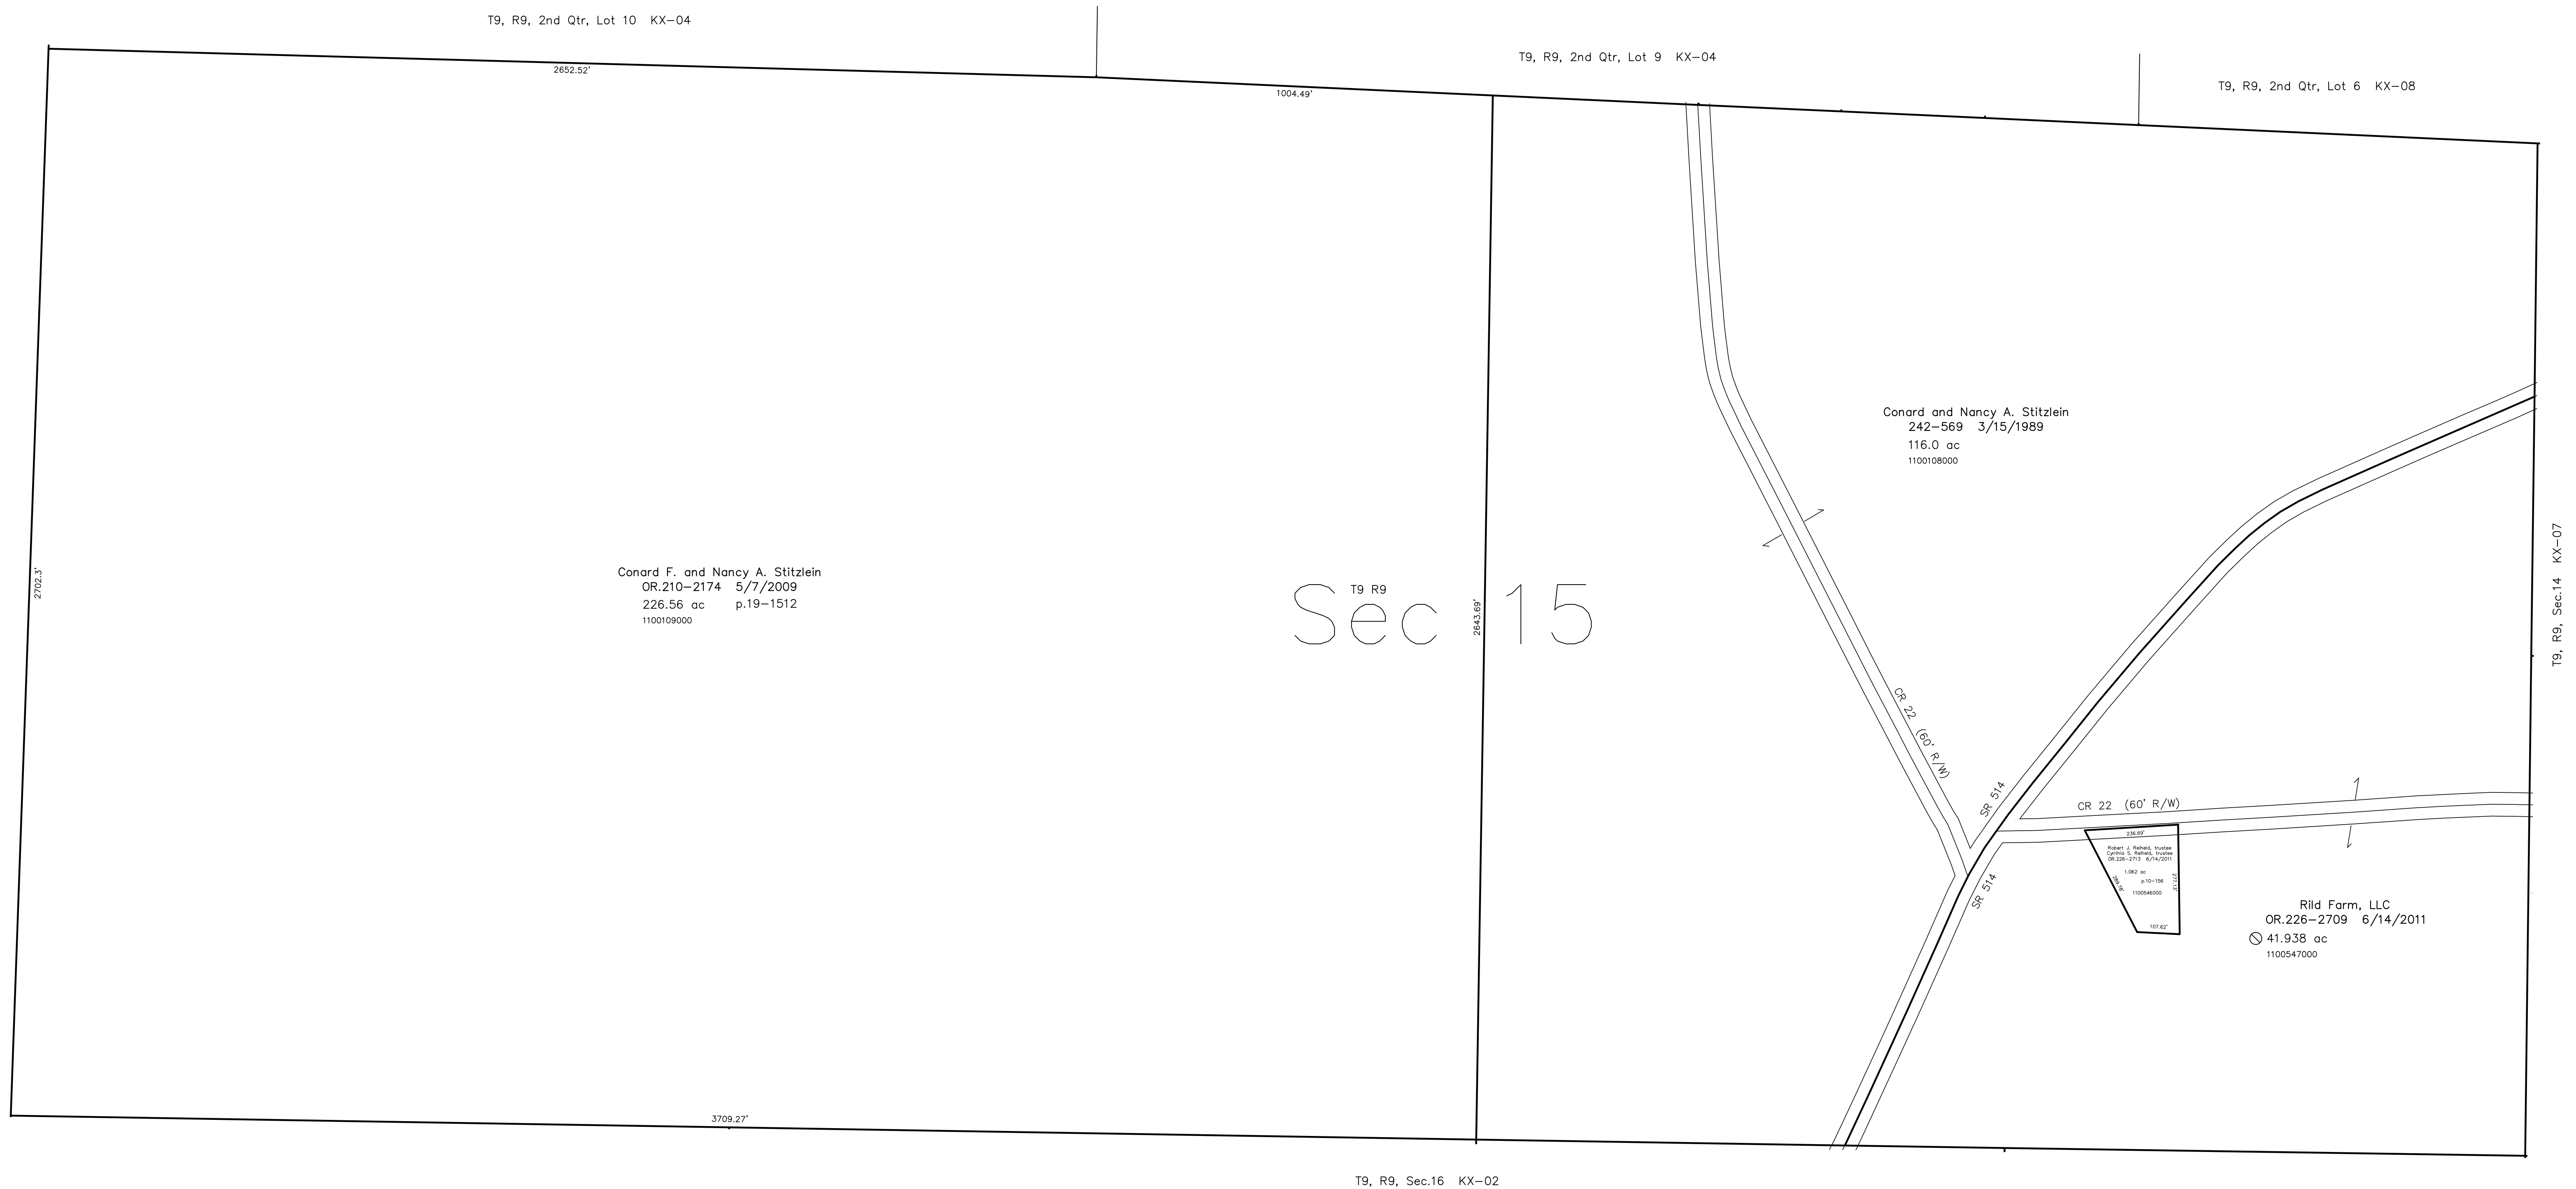 T9, R9, 2nd Qtr, Lot 10 KX-04
T9, R9, 2nd Qtr, Lot 9 KX-04
T9, R9, 2nd Qtr, Lot 6 KX-08
2652.52'
1004.49'
Conard and Nancy A. Stitzlein
242-569 3/15/1989
116.0 ac
1100108000
2702.3'
Conard F. and Nancy A. Stitzlein
OR.210-2174 5/7/2009
226.56 ac p.19-1512
1100109000
T9 R9
Sec 15
2643.69'
T9, R9, Sec.14 KX-07
CR 22 (60' R/W)
SR 514
CR 22 (60' R/W)
SR 514
236.69'
Robert J. Reiheld, trustee
Cynthia S. Reiheld, trustee
OR.226-2713 6/14/2011
1.062 ac
p.10-156
1100546000
289.78'
277.13'
107.62'
Rild Farm, LLC
OR.226-2709 6/14/2011
41.938 ac
1100547000
3709.27'
T9, R9, Sec.16 KX-02